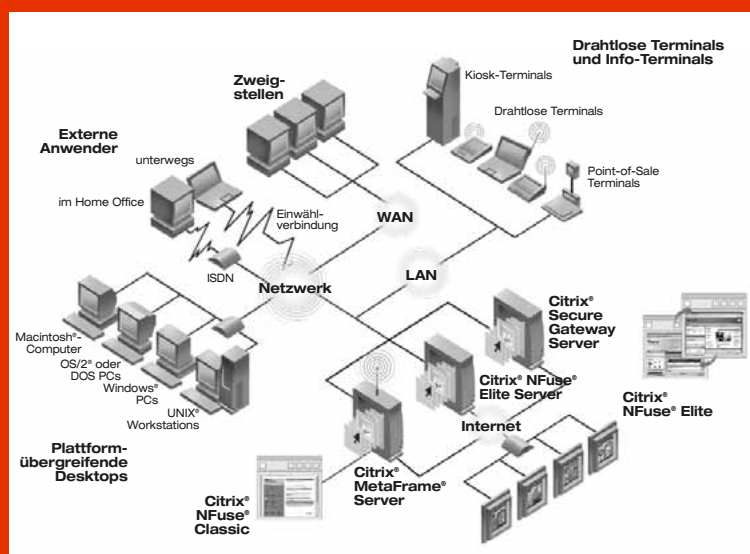 Drahtlose Terminals
und Info-Terminals
Kiosk-Terminals
Zweig-
stellen
Drahtlose Terminals
Externe
Anwender
unterwegs
Point-of-Sale
Terminals
im Home Office
Einwähl-
verbindung
WAN
ISDN
LAN
Netzwerk
Citrix®
Secure
Gateway
Server
Macintosh®-
Computer
OS/2® oder
DOS PCs
Windows®
PCs
UNIX®
Workstations
Citrix® NFuse®
Elite Server
Citrix®
NFuse® Elite
Internet
Plattform-
übergreifende
Desktops
Citrix®
MetaFrame®
Server
Citrix®
NFuse®
Classic